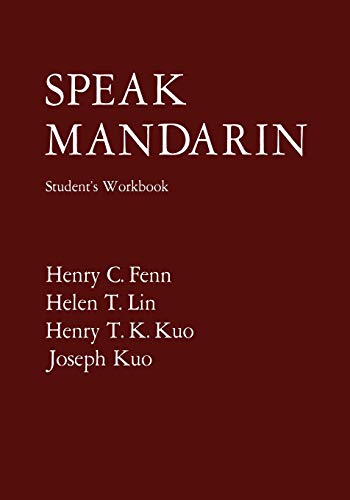 SPEAK
MANDARIN
Student's Workbook
Henry C. Fenn
Helen T. Lin
Henry T. K. Kuo
Joseph Kuo